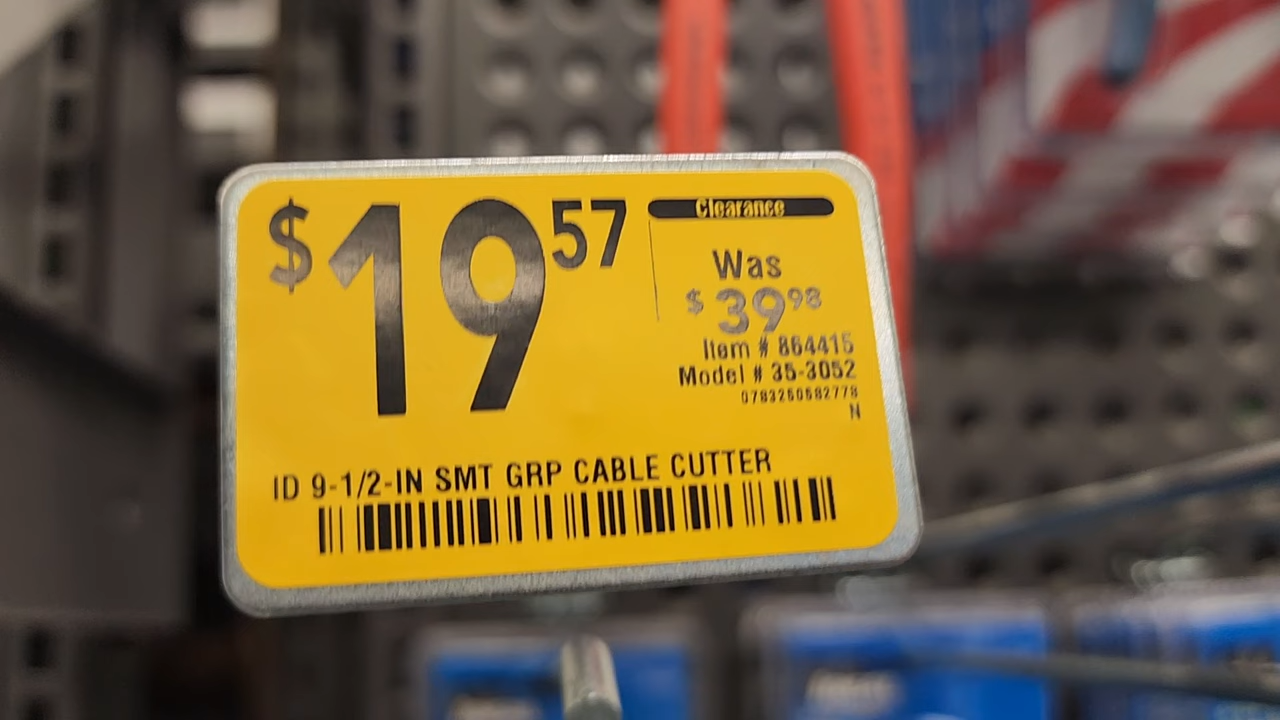 $19.57
Clearance
Was
$39.98
Item # 864415
Model # 35-3052
0783250582778
N
ID 9-1/2-IN SMT GRP CABLE CUTTER